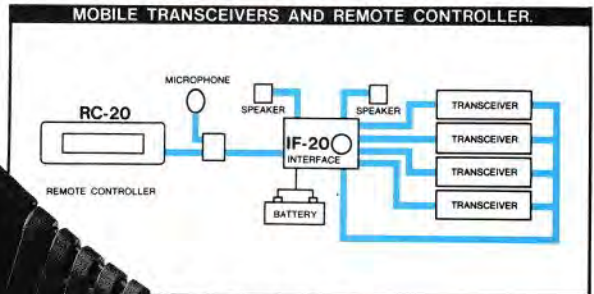 MOBILE TRANSCEIVERS AND REMOTE CONTROLLER.
MICROPHONE
RC-20
SPEAKER
SPEAKER
TRANSCEIVER
TRANSCEIVER
IF-20
INTERFACE
TRANSCEIVER
REMOTE CONTROLLER
BATTERY
TRANSCEIVER